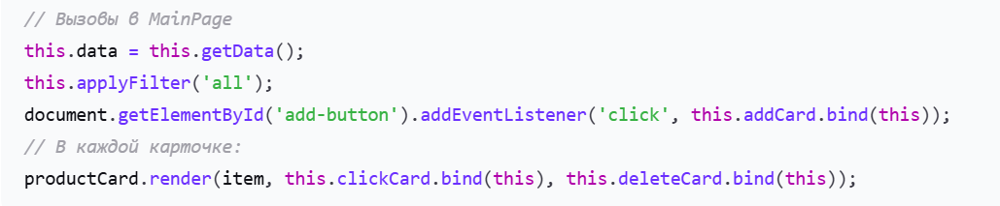 // Вызовы в MainPage
this.data = this.getData();
this.applyFilter('all');
document.getElementById('add-button').addEventListener('click', this.addCard.bind(this));
// В каждой карточке:
productCard.render(item, this.clickCard.bind(this), this.deleteCard.bind(this));